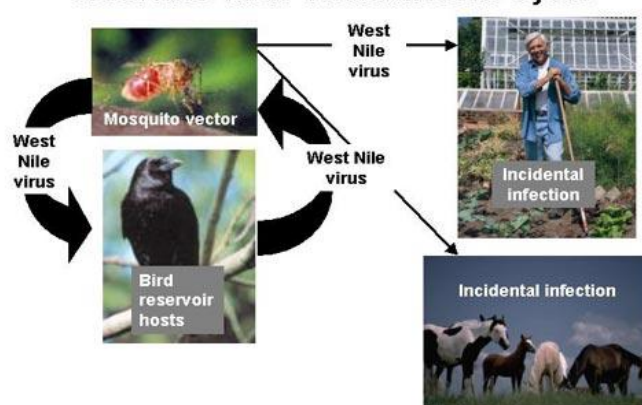 West
Nile
virus
Mosquito vector
West
Nile
virus
West Nile
virus
Incidental
infection
Bird
reservoir
hosts
Incidental infection